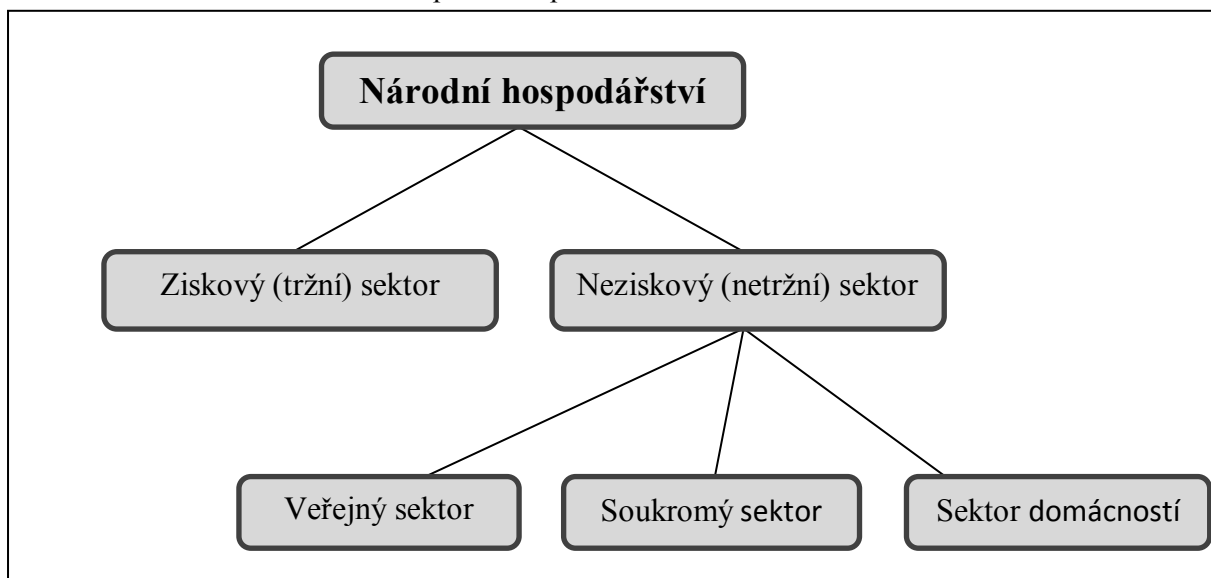 Národní hospodářství
Ziskový (tržní) sektor
Neziskový (netržní) sektor
Veřejný sektor
Soukromý sektor
Sektor domácností